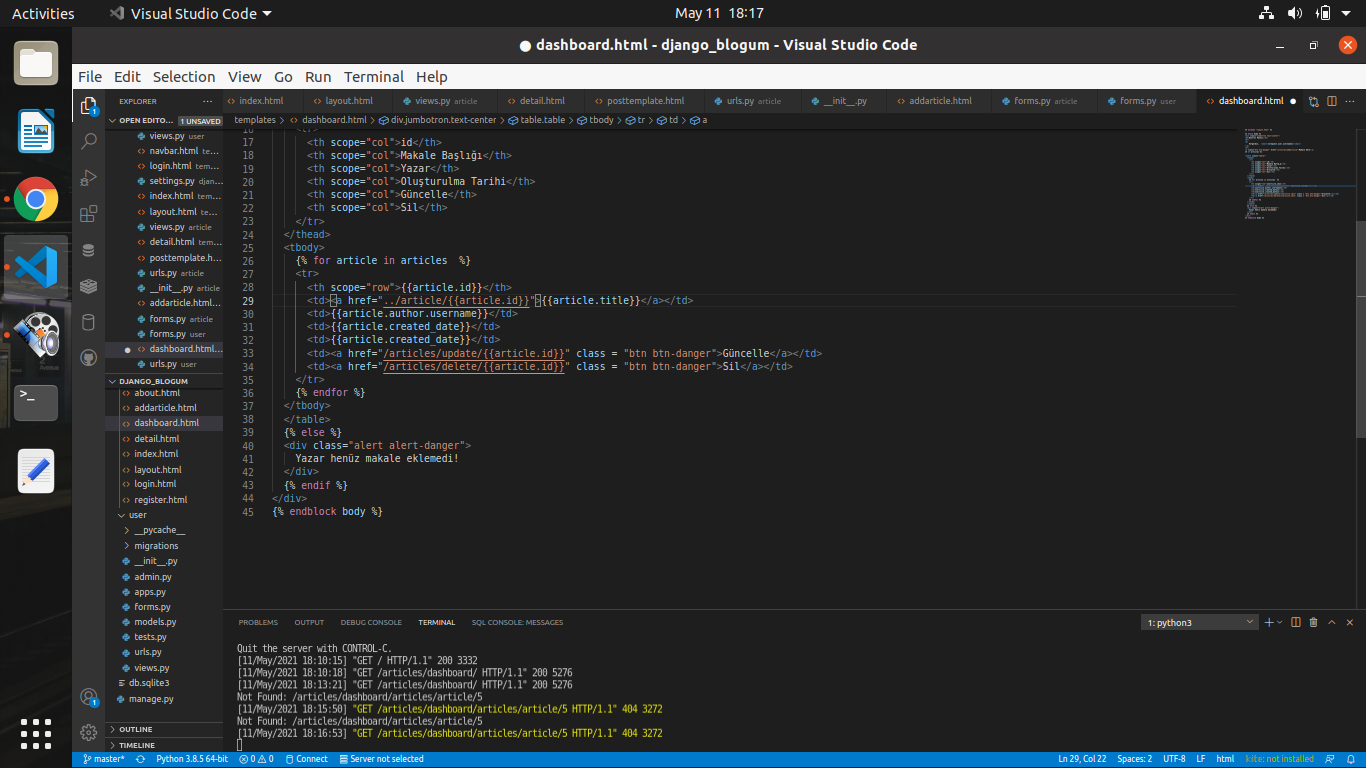 Activities
Visual Studio Code
May 11 18:17
dashboard.html - django_blogum - Visual Studio Code
File Edit Selection View Go Run Terminal Help
EXPLORER
index.html layout.html views.py article detail.html posttemplate.html urls.py article __init__.py addarticle.html forms.py article forms.py user dashboard.html
OPEN EDITO... 1 UNSAVED
templates > dashboard.html > div.jumbotron.text-center > table.table > tbody > tr > td > a
views.py user
navbar.html tem...
login.html tem...
settings.py djan...
index.html tem...
layout.html tem...
views.py article
detail.html tem...
posttemplate.h...
urls.py article
__init__.py article
addarticle.html...
forms.py article
forms.py user
dashboard.html...
urls.py user
DJANGO_BLOGUM
about.html
addarticle.html
dashboard.html
detail.html
index.html
layout.html
login.html
register.html
user
__pycache__
migrations
__init__.py
admin.py
apps.py
forms.py
models.py
tests.py
urls.py
views.py
db.sqlite3
manage.py
OUTLINE
TIMELINE
16 <tr>
17 <th scope="col">id</th>
18 <th scope="col">Makale Başlığı</th>
19 <th scope="col">Yazar</th>
20 <th scope="col">Oluşturulma Tarihi</th>
21 <th scope="col">Güncelle</th>
22 <th scope="col">Sil</th>
23 </tr>
24 </thead>
25 <tbody>
26 {% for article in articles  %}
27 <tr>
28 <th scope="row">{{article.id}}</th>
29 <td><a href="../article/{{article.id}}">{{article.title}}</a></td>
30 <td>{{article.author.username}}</td>
31 <td>{{article.created_date}}</td>
32 <td>{{article.created_date}}</td>
33 <td><a href="/articles/update/{{article.id}}" class = "btn btn-danger">Güncelle</a></td>
34 <td><a href="/articles/delete/{{article.id}}" class = "btn btn-danger">Sil</a></td>
35 </tr>
36 {% endfor %}
37 </tbody>
38 </table>
39 {% else %}
40 <div class="alert alert-danger">
41 Yazar henüz makale eklemedi!
42 </div>
43 {% endif %}
44 </div>
45 {% endblock body %}
PROBLEMS OUTPUT DEBUG CONSOLE TERMINAL SQL CONSOLE: MESSAGES
1: python3
Quit the server with CONTROL-C.
[11/May/2021 18:10:15] "GET / HTTP/1.1" 200 3332
[11/May/2021 18:10:18] "GET /articles/dashboard/ HTTP/1.1" 200 5276
[11/May/2021 18:13:21] "GET /articles/dashboard/ HTTP/1.1" 200 5276
Not Found: /articles/dashboard/articles/article/5
[11/May/2021 18:15:50] "GET /articles/dashboard/articles/article/5 HTTP/1.1" 404 3272
Not Found: /articles/dashboard/articles/article/5
[11/May/2021 18:16:53] "GET /articles/dashboard/articles/article/5 HTTP/1.1" 404 3272
master* Python 3.8.5 64-bit 0 0 Connect Server not selected Ln 29, Col 22 Spaces: 2 UTF-8 LF html kite: not installed